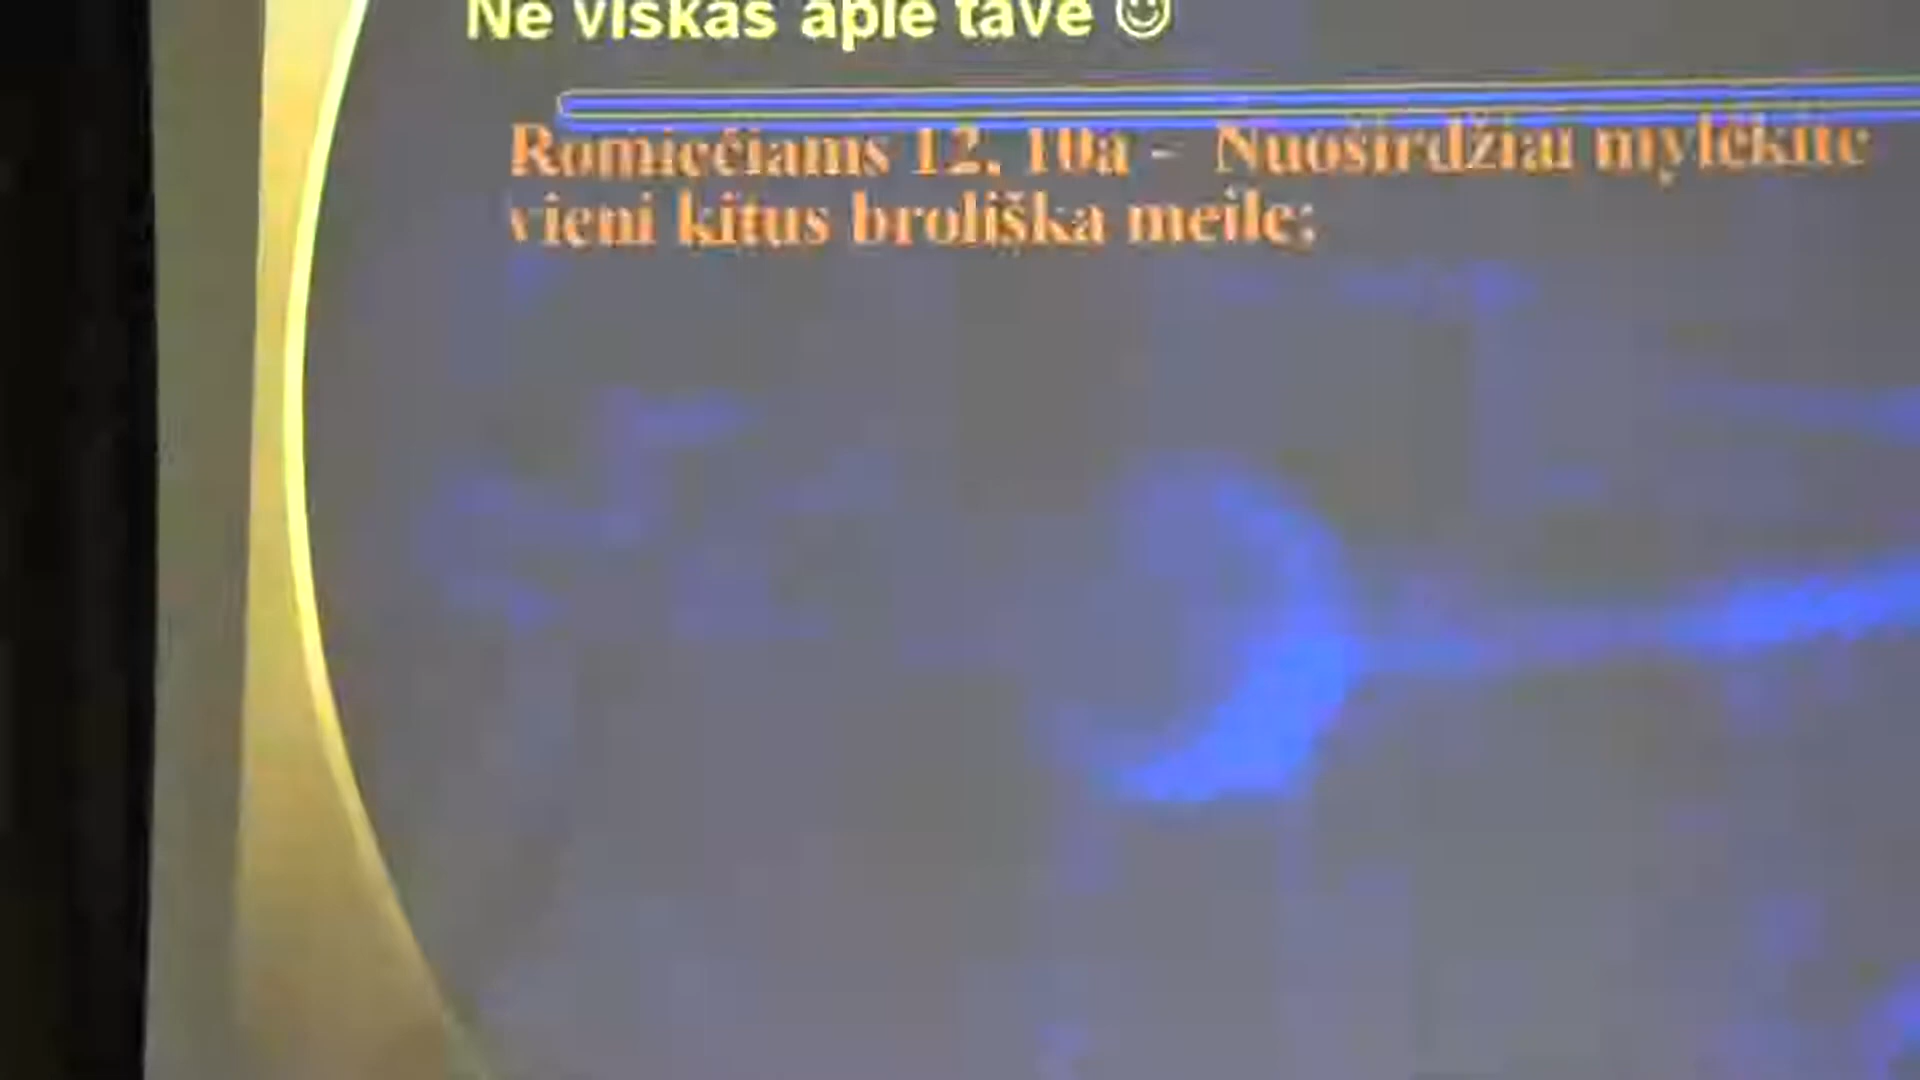 Ne viskas apie tave ☺
Romiečiams 12, 10a - Nuoširdžiai mylėkite
vieni kitus broliška meile;